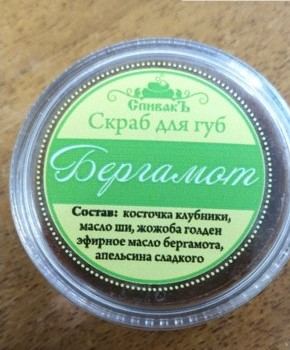 СпивакЪ
Скраб для губ
Бергамот
Состав: косточка клубники,
масло ши, жожоба голден
эфирное масло бергамота,
апельсина сладкого